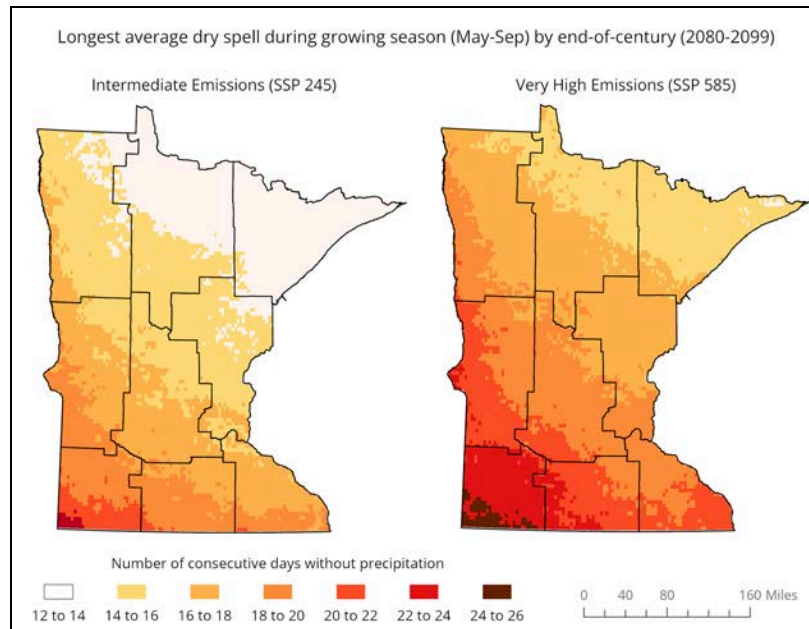 Longest average dry spell during growing season (May-Sep) by end-of-century (2080-2099)
Intermediate Emissions (SSP 245)
Very High Emissions (SSP 585)
Number of consecutive days without precipitation
12 to 14
14 to 16
16 to 18
18 to 20
20 to 22
22 to 24
24 to 26
0 40 80 160 Miles